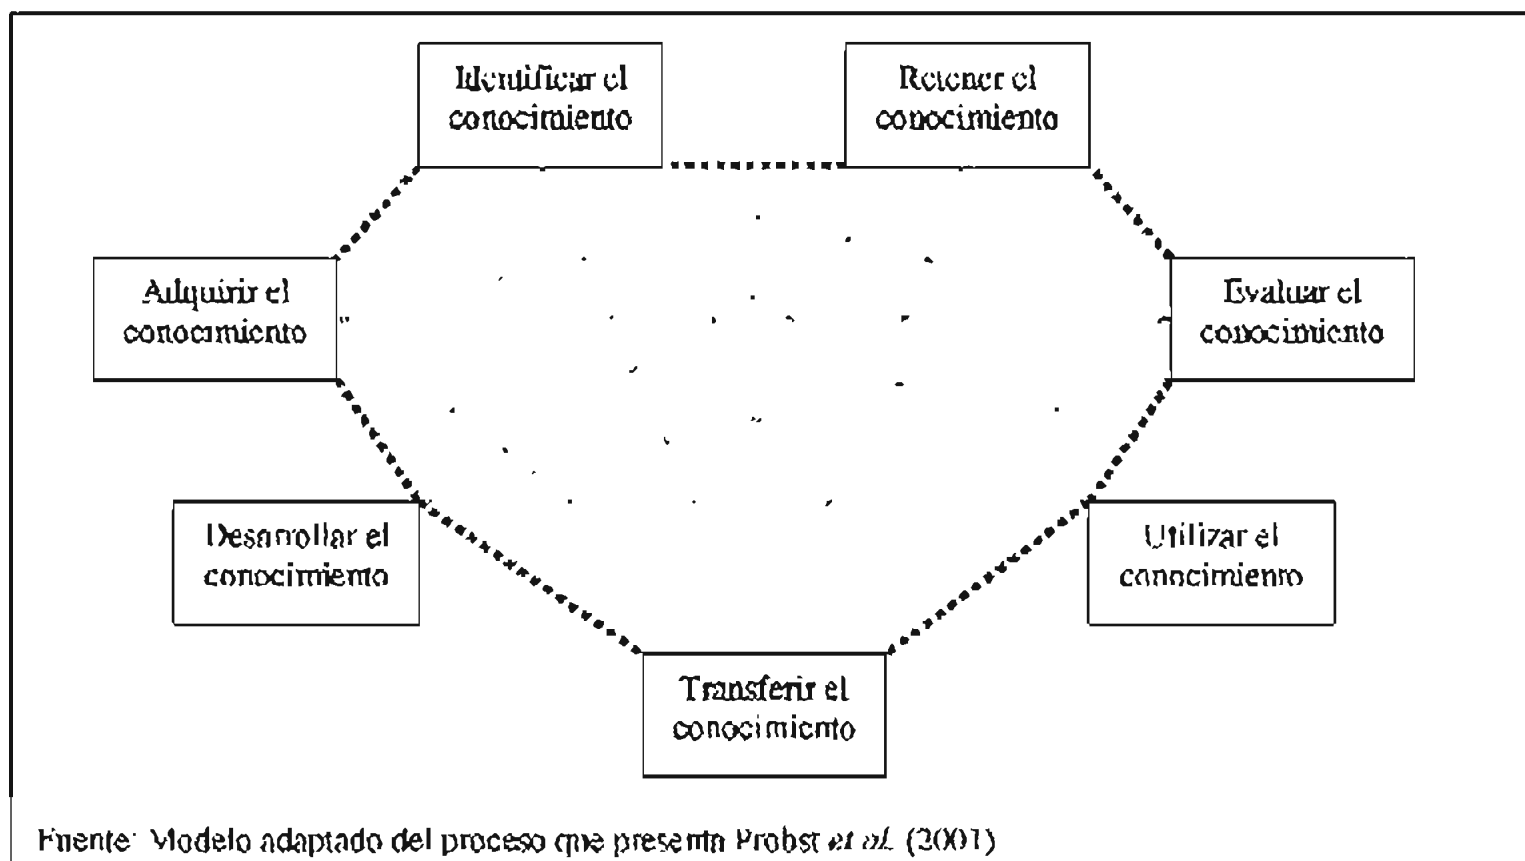 Identificar el
conocimiento
Retener el
conocimiento
Adquirir el
conocimiento
Evaluar el
conocimiento
Desarrollar el
conocimiento
Utilizar el
conocimiento
Transferir el
conocimiento
Fuente: Modelo adaptado del proceso que presenta Probst et al. (2001)